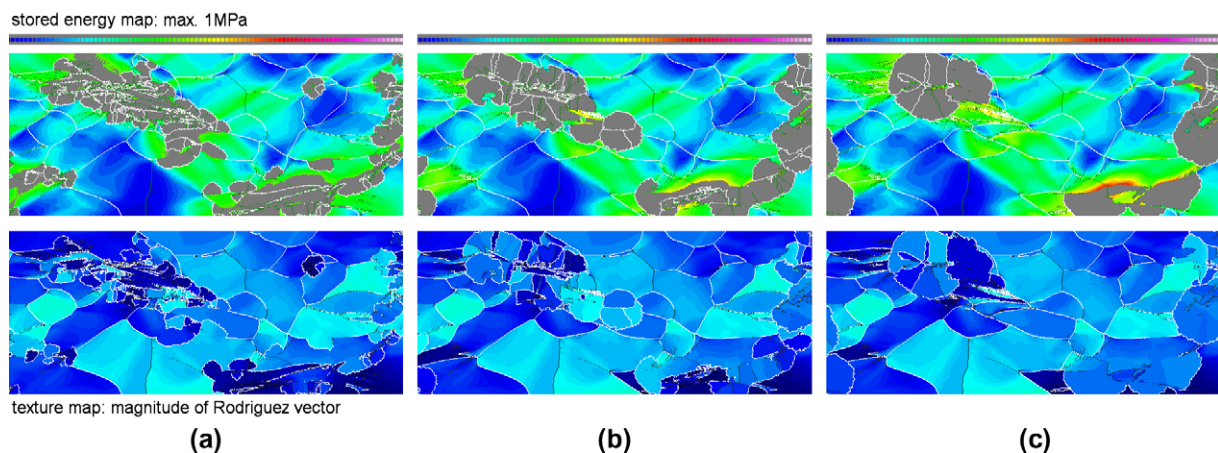 stored energy map: max. 1MPa
texture map: magnitude of Rodriguez vector
(a) (b) (c)